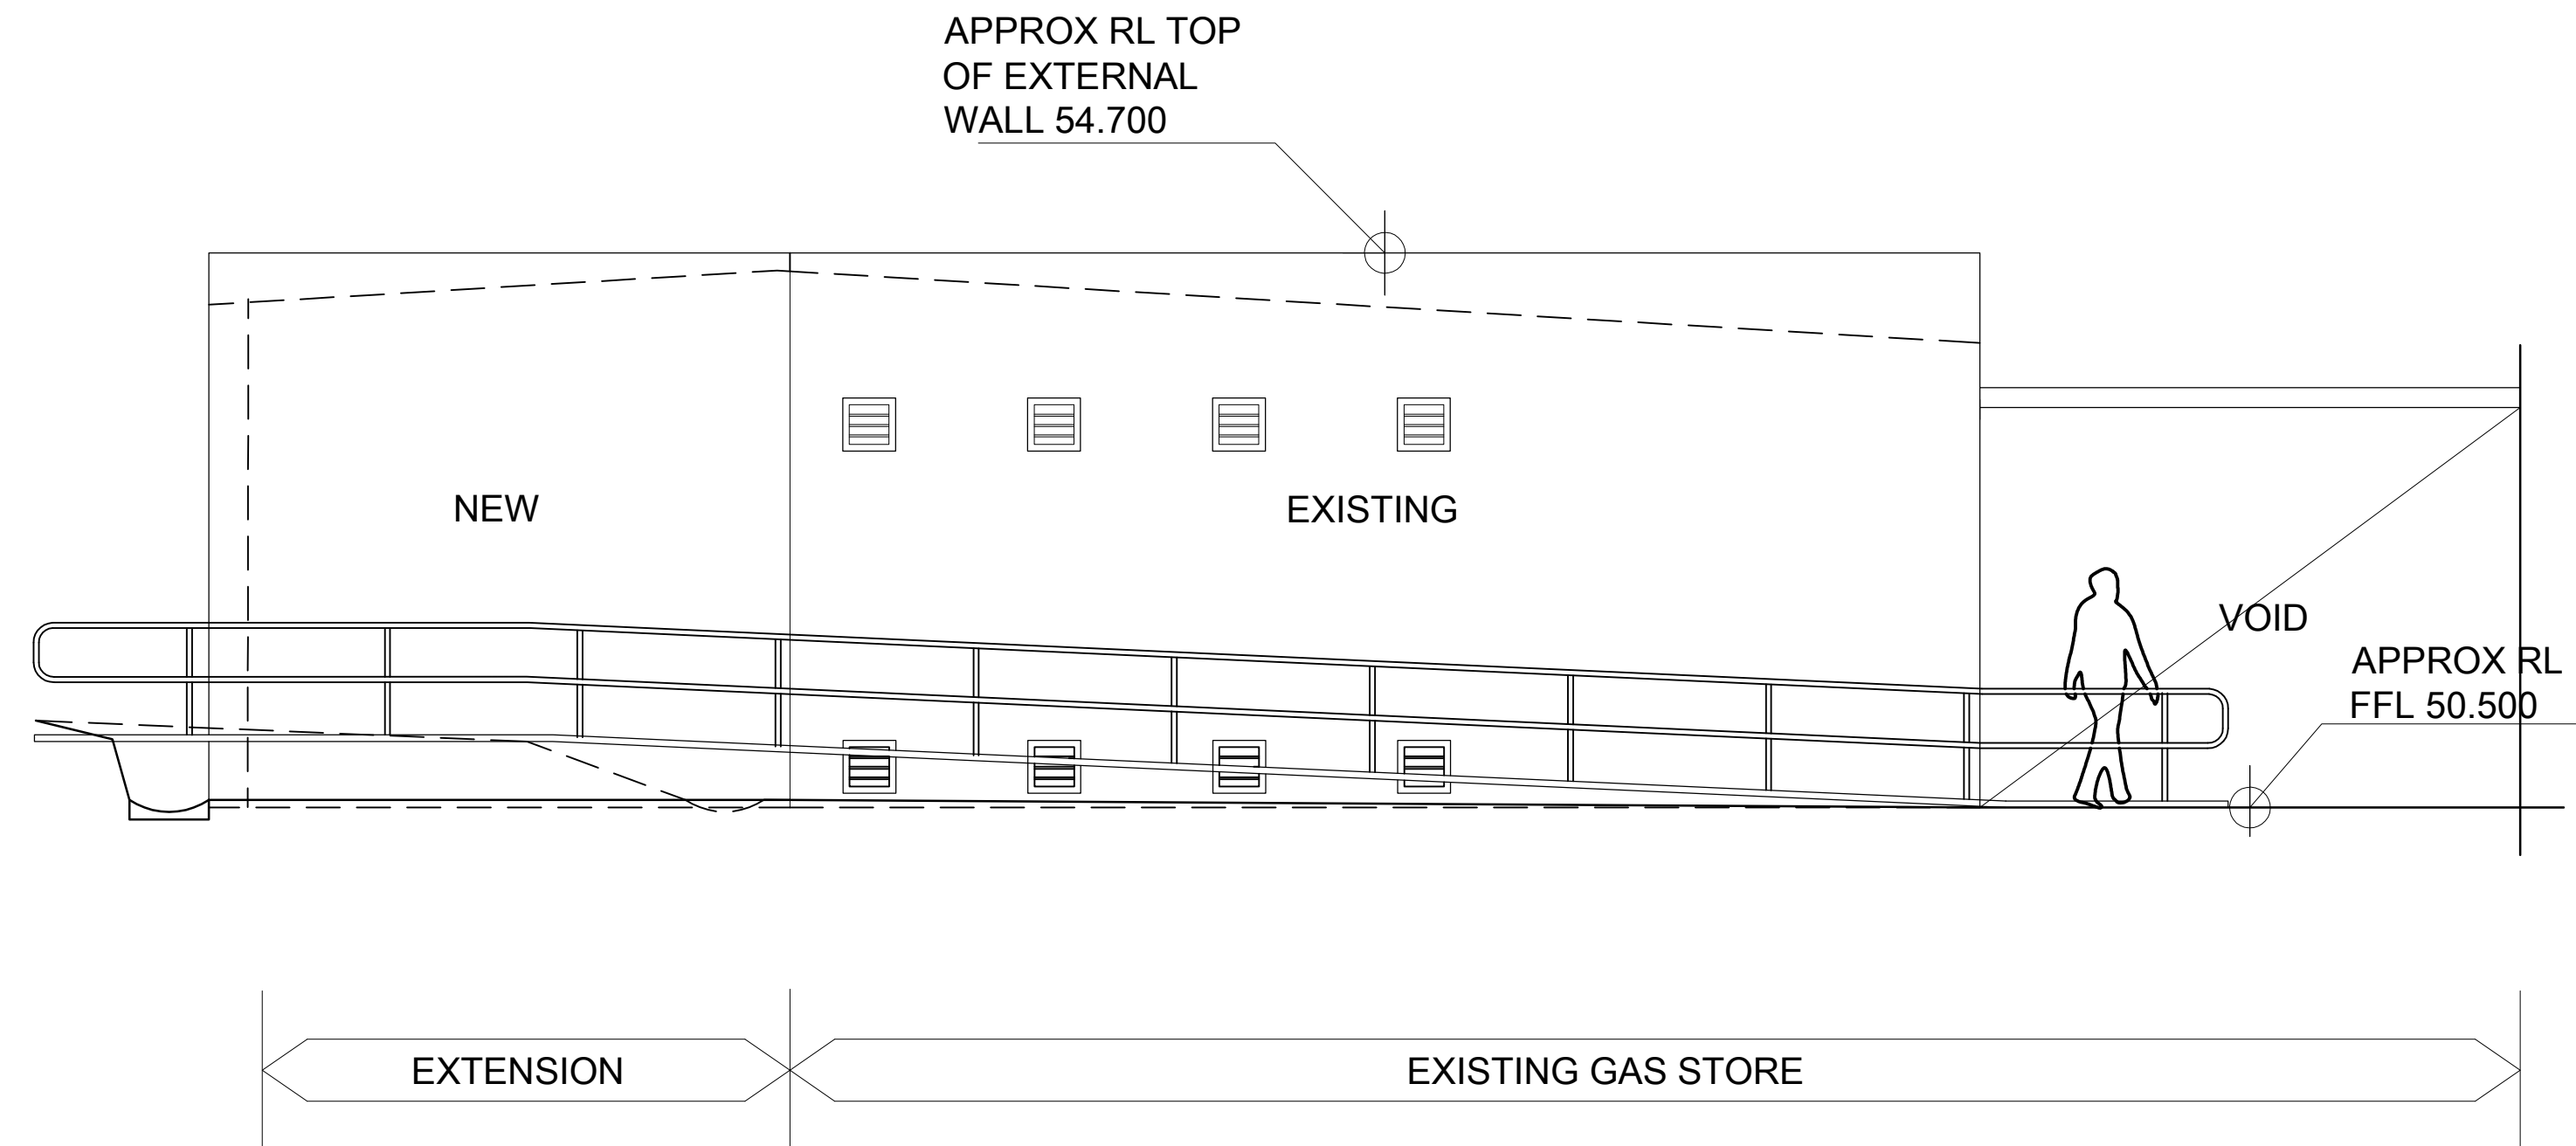 APPROX RL TOP
OF EXTERNAL
WALL 54.700
NEW
EXISTING
VOID
APPROX RL
FFL 50.500
EXTENSION
EXISTING GAS STORE